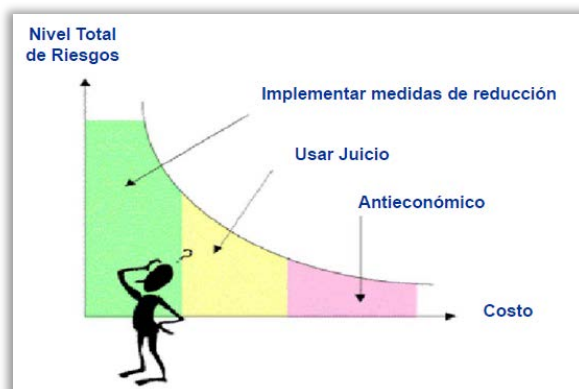 Nivel Total
de Riesgos
Implementar medidas de reducción
Usar Juicio
Antieconómico
?
Costo